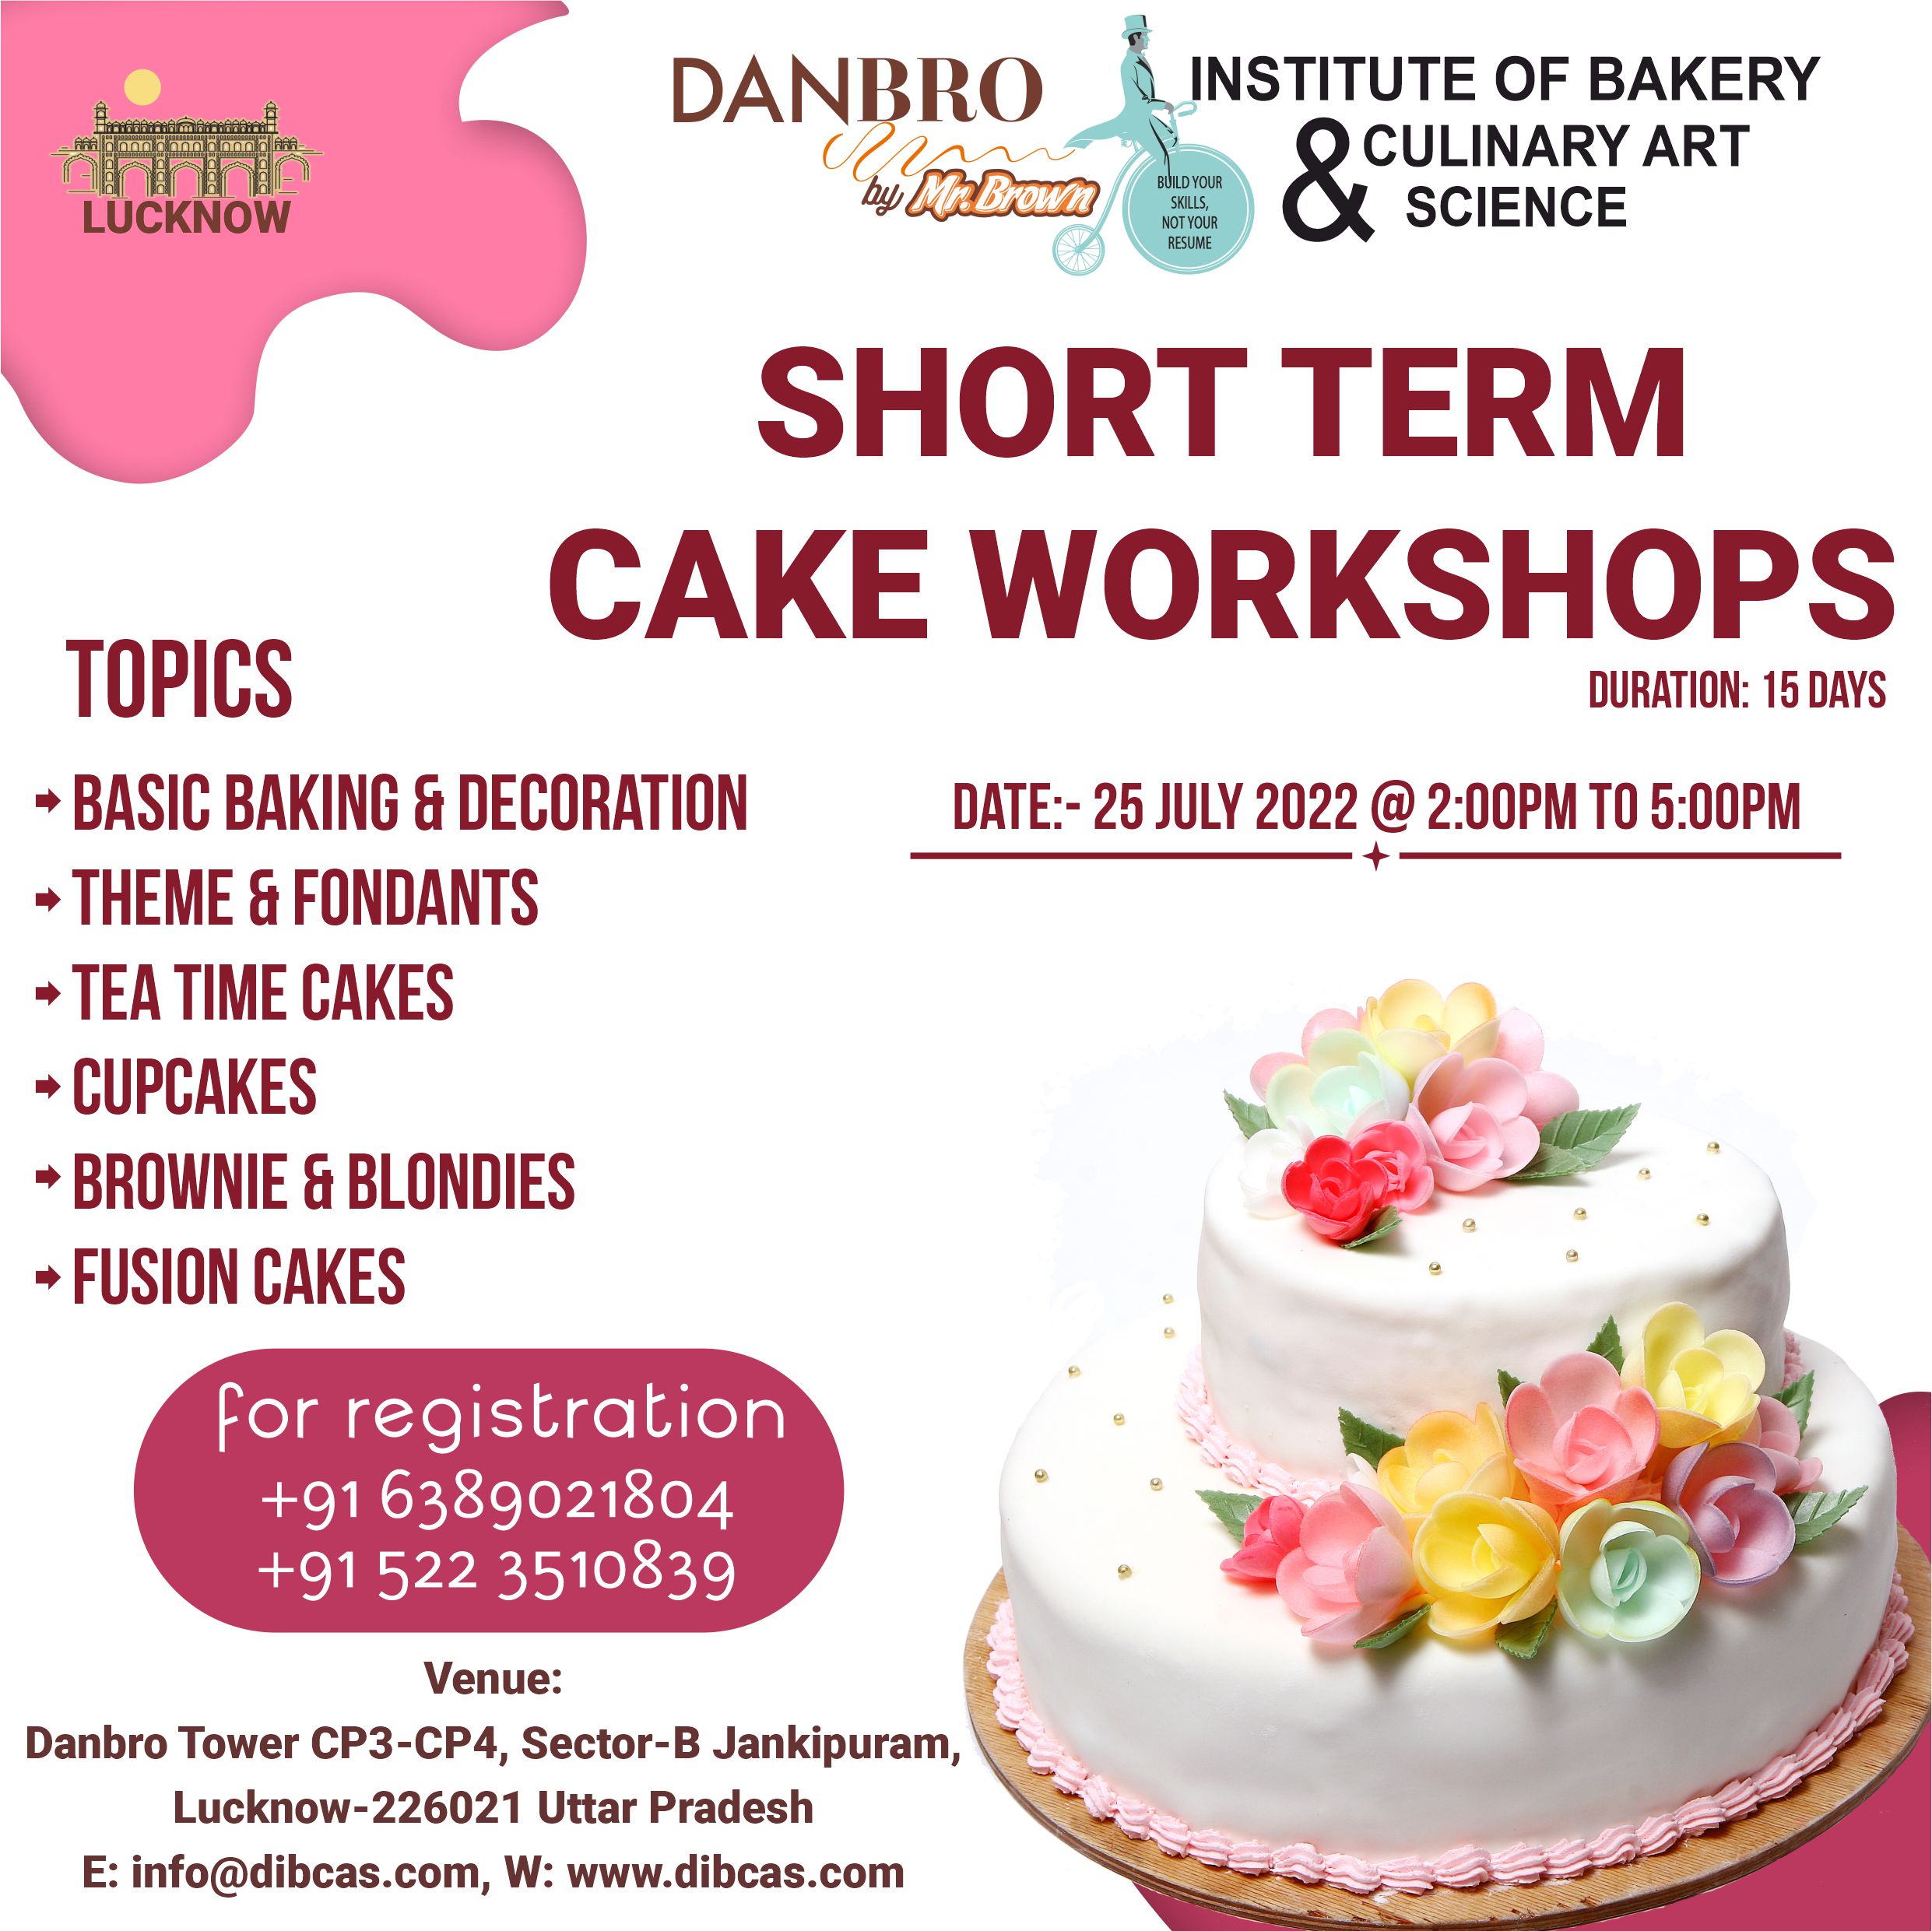 LUCKNOW
DANBRO
by Mr. Brown
BUILD YOUR
SKILLS,
NOT YOUR
RESUME
INSTITUTE OF BAKERY
& CULINARY ART
SCIENCE
SHORT TERM
CAKE WORKSHOPS
DURATION: 15 DAYS
DATE:- 25 JULY 2022 @ 2:00PM TO 5:00PM
TOPICS
BASIC BAKING & DECORATION
THEME & FONDANTS
TEA TIME CAKES
CUPCAKES
BROWNIE & BLONDIES
FUSION CAKES
for registration
+91 6389021804
+91 522 3510839
Venue:
Danbro Tower CP3-CP4, Sector-B Jankipuram,
Lucknow-226021 Uttar Pradesh
E: info@dibcas.com, W: www.dibcas.com